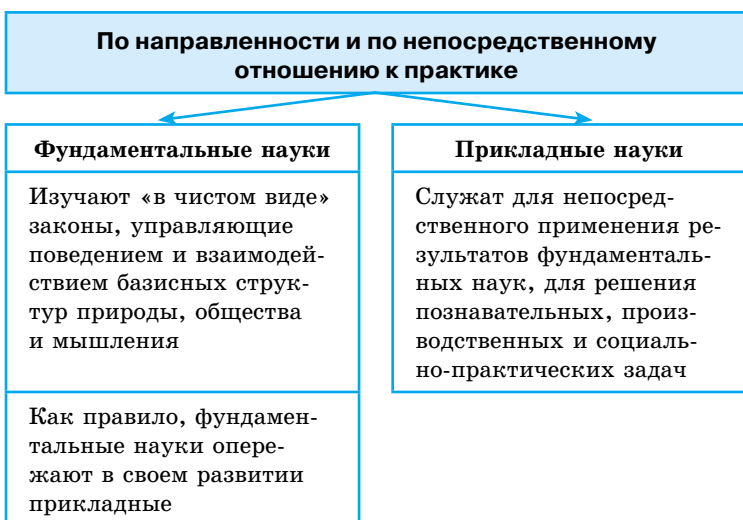 По направленности и по непосредственному
отношению к практике
Фундаментальные науки
Изучают «в чистом виде»
законы, управляющие
поведением и взаимодей-
ствием базисных струк-
тур природы, общества
и мышления
Как правило, фундамен-
тальные науки опере-
жают в своем развитии
прикладные
Прикладные науки
Служат для непосред-
ственного применения ре-
зультатов фундаменталь-
ных наук, для решения
познавательных, произ-
водственных и социаль-
но-практических задач